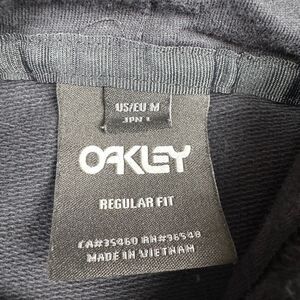 US/EU M
JPN L
OAKLEY
REGULAR FIT
CA#35460 RN#96548
MADE IN VIETNAM